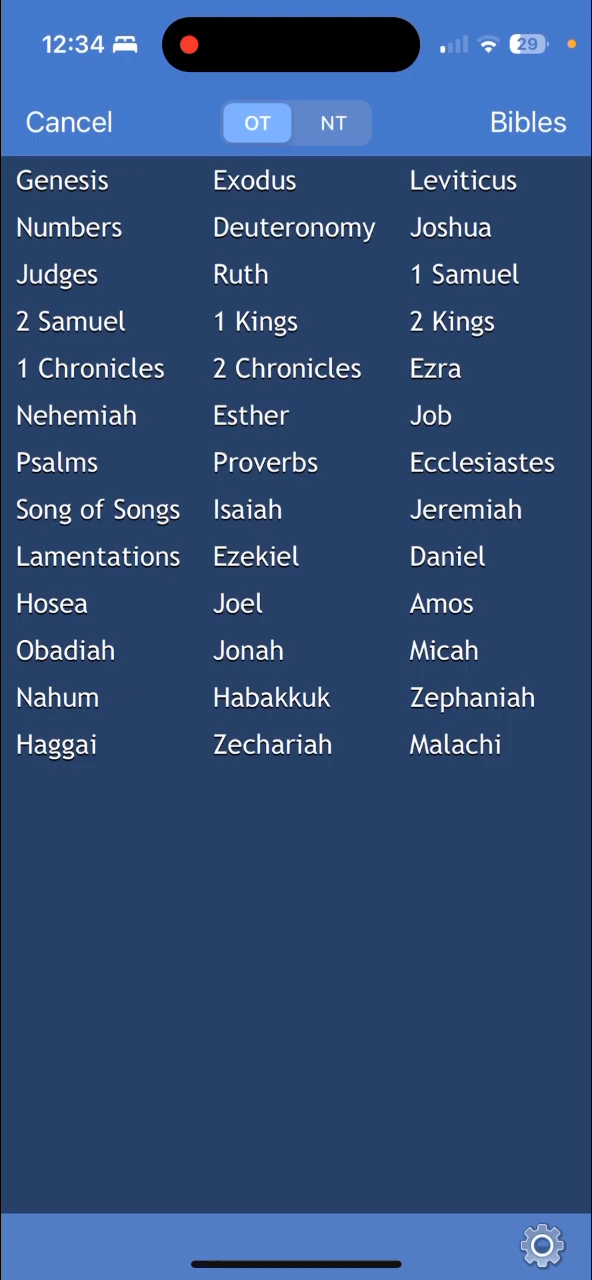 12:34 29
Cancel OT NT Bibles
Genesis Exodus Leviticus
Numbers Deuteronomy Joshua
Judges Ruth 1 Samuel
2 Samuel 1 Kings 2 Kings
1 Chronicles 2 Chronicles Ezra
Nehemiah Esther Job
Psalms Proverbs Ecclesiastes
Song of Songs Isaiah Jeremiah
Lamentations Ezekiel Daniel
Hosea Joel Amos
Obadiah Jonah Micah
Nahum Habakkuk Zephaniah
Haggai Zechariah Malachi